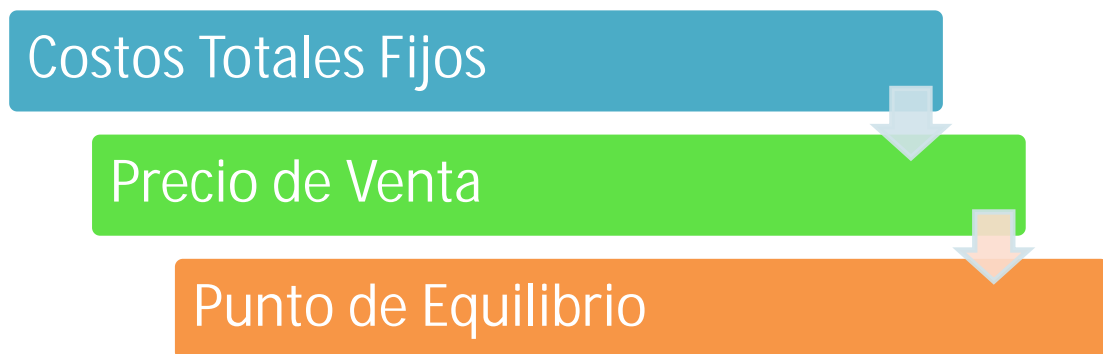 Costos Totales Fijos
Precio de Venta
Punto de Equilibrio